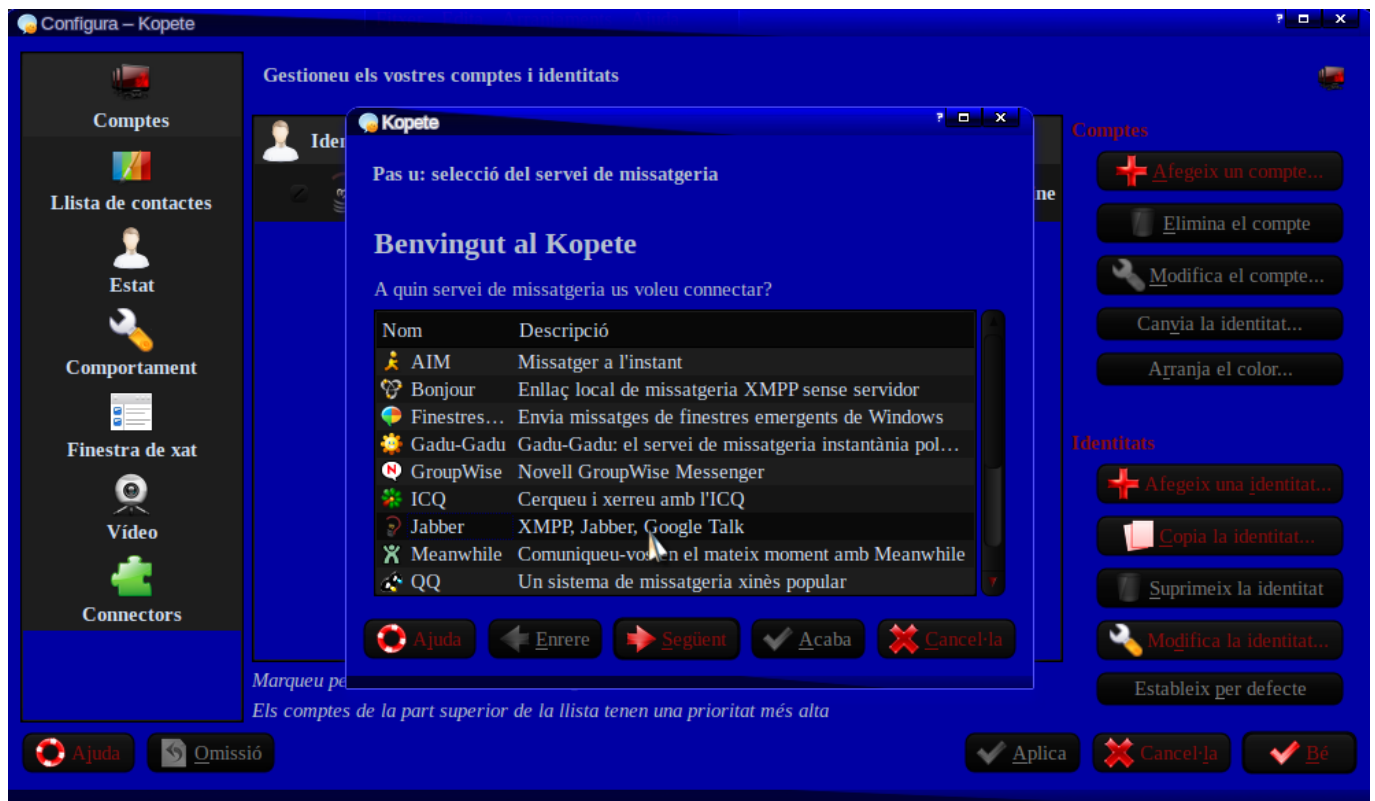 Configura – Kopete
Comptes
Llista de contactes
Estat
Comportament
Finestra de xat
Vídeo
Connectors
Gestioneu els vostres comptes i identitats
Kopete
Pas u: selecció del servei de missatgeria
Benvingut al Kopete
A quin servei de missatgeria us voleu connectar?
Nom Descripció
AIM Missatger a l'instant
Bonjour Enllaç local de missatgeria XMPP sense servidor
Finestres… Envia missatges de finestres emergents de Windows
Gadu-Gadu Gadu-Gadu: el servei de missatgeria instantània pol…
GroupWise Novell GroupWise Messenger
ICQ Cerqueu i xerreu amb l'ICQ
Jabber XMPP, Jabber, Google Talk
Meanwhile Comuniqueu-vos en el mateix moment amb Meanwhile
QQ Un sistema de missatgeria xinès popular
Ajuda Enrere Següent Acaba Cancel·la
Marqueu
Els comptes de la part superior de la llista tenen una prioritat més alta
Comptes
Afegeix un compte...
Elimina el compte
Modifica el compte...
Canvia la identitat...
Arranja el color...
Identitats
Afegeix una identitat...
Copia la identitat...
Suprimeix la identitat
Modifica la identitat...
Estableix per defecte
Ajuda Omissió Aplica Cancel·la Bé